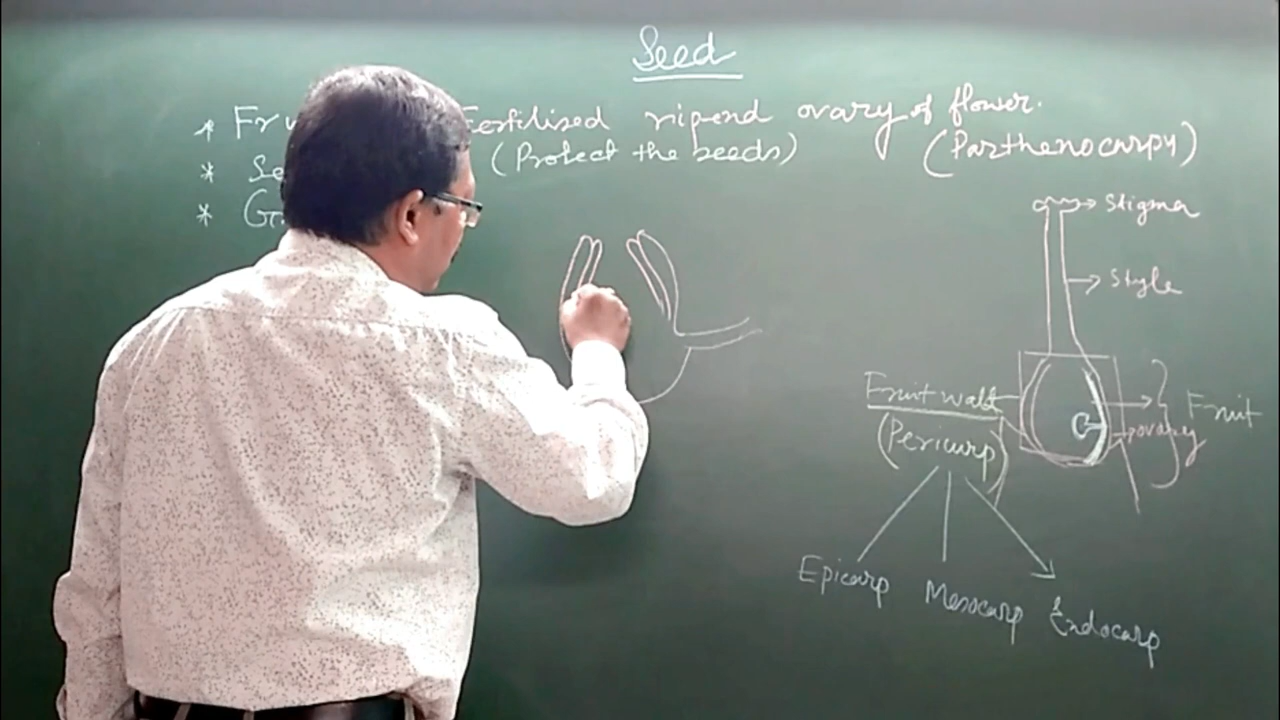 Seed
* Fru Fertilised ripend ovary of flower.
* Se (Protect the seeds) (Parthenocarpy)
* G
Stigma
Style
Fruit wall
Fruit
ovary
(Pericarp)
Epicarp Mesocarp Endocarp